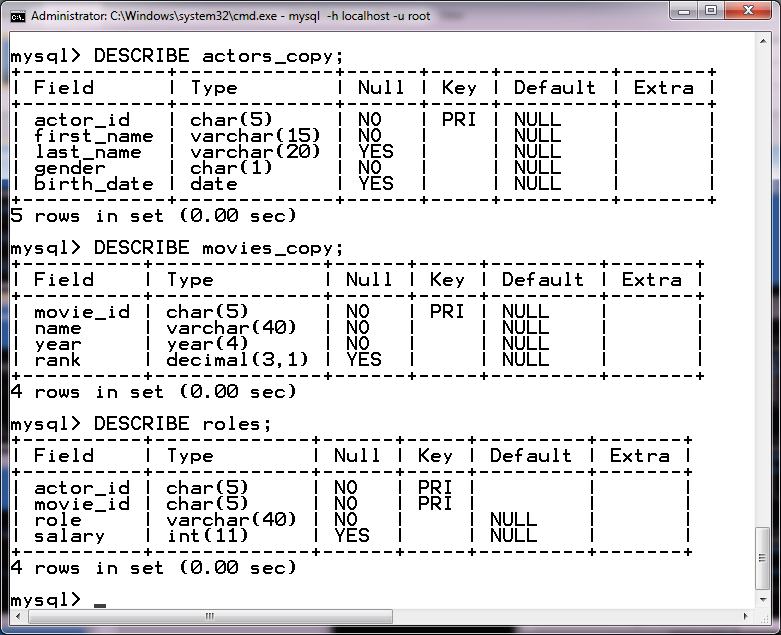 Administrator: C:\Windows\system32\cmd.exe - mysql  -h localhost -u root
mysql> DESCRIBE actors_copy;
+------------+-------------+------+-----+---------+-------+
| Field      | Type        | Null | Key | Default | Extra |
+------------+-------------+------+-----+---------+-------+
| actor_id   | char(5)     | NO   | PRI | NULL    |       |
| first_name | varchar(15) | NO   |     | NULL    |       |
| last_name  | varchar(20) | YES  |     | NULL    |       |
| gender     | char(1)     | NO   |     | NULL    |       |
| birth_date | date        | YES  |     | NULL    |       |
+------------+-------------+------+-----+---------+-------+
5 rows in set (0.00 sec)
mysql> DESCRIBE movies_copy;
+----------+--------------+------+-----+---------+-------+
| Field    | Type         | Null | Key | Default | Extra |
+----------+--------------+------+-----+---------+-------+
| movie_id | char(5)      | NO   | PRI | NULL    |       |
| name     | varchar(40)  | NO   |     | NULL    |       |
| year     | year(4)      | NO   |     | NULL    |       |
| rank     | decimal(3,1) | YES  |     | NULL    |       |
+----------+--------------+------+-----+---------+-------+
4 rows in set (0.00 sec)
mysql> DESCRIBE roles;
+----------+-------------+------+-----+---------+-------+
| Field    | Type        | Null | Key | Default | Extra |
+----------+-------------+------+-----+---------+-------+
| actor_id | char(5)     | NO   | PRI |         |       |
| movie_id | char(5)     | NO   | PRI |         |       |
| role     | varchar(40) | NO   |     | NULL    |       |
| salary   | int(11)     | YES  |     | NULL    |       |
+----------+-------------+------+-----+---------+-------+
4 rows in set (0.00 sec)
mysql> _